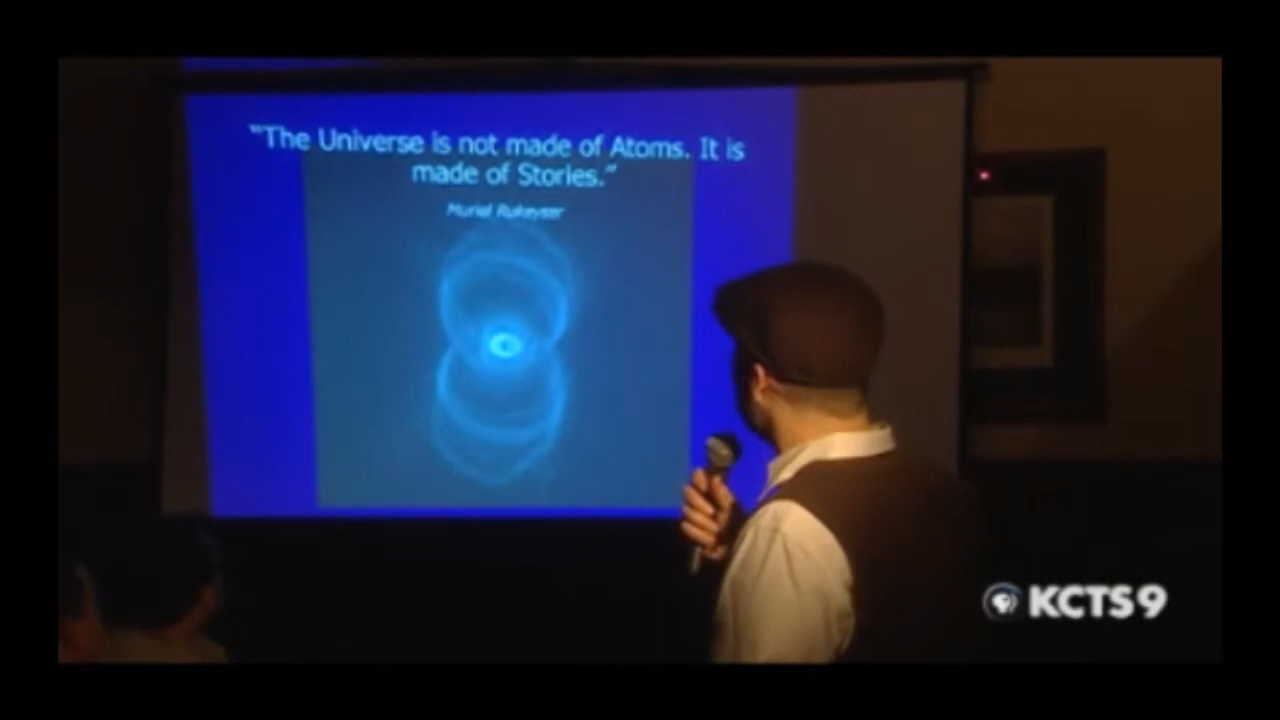 "The Universe is not made of Atoms. It is
made of Stories."
Muriel Rukeyser
KCTS9